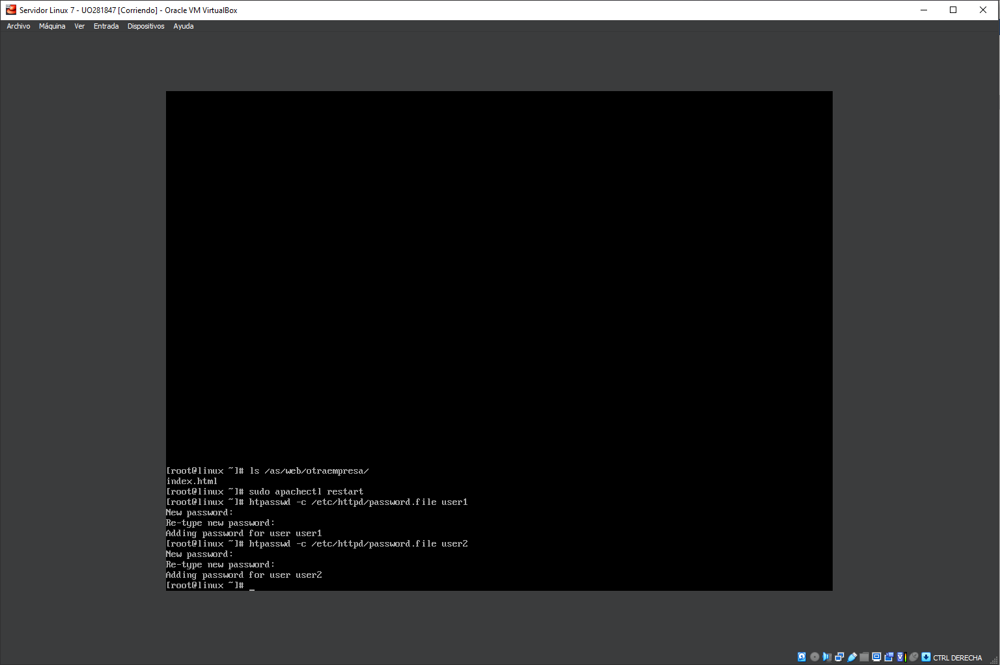 Servidor Linux 7 - UO281847 [Corriendo] - Oracle VM VirtualBox
Archivo Máquina Ver Entrada Dispositivos Ayuda
[root@linux ~]# ls /as/web/otraempresa/
index.html
[root@linux ~]# sudo apachectl restart
[root@linux ~]# htpasswd -c /etc/httpd/password.file user1
New password:
Re-type new password:
Adding password for user user1
[root@linux ~]# htpasswd -c /etc/httpd/password.file user2
New password:
Re-type new password:
Adding password for user user2
[root@linux ~]# _
CTRL DERECHA